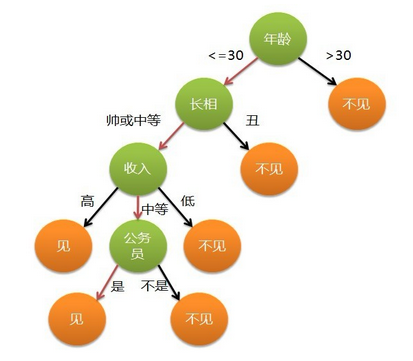 年龄
<=30
>30
长相
不见
帅或中等
丑
收入
不见
高
中等
低
见
公务
员
不见
是
不是
见
不见